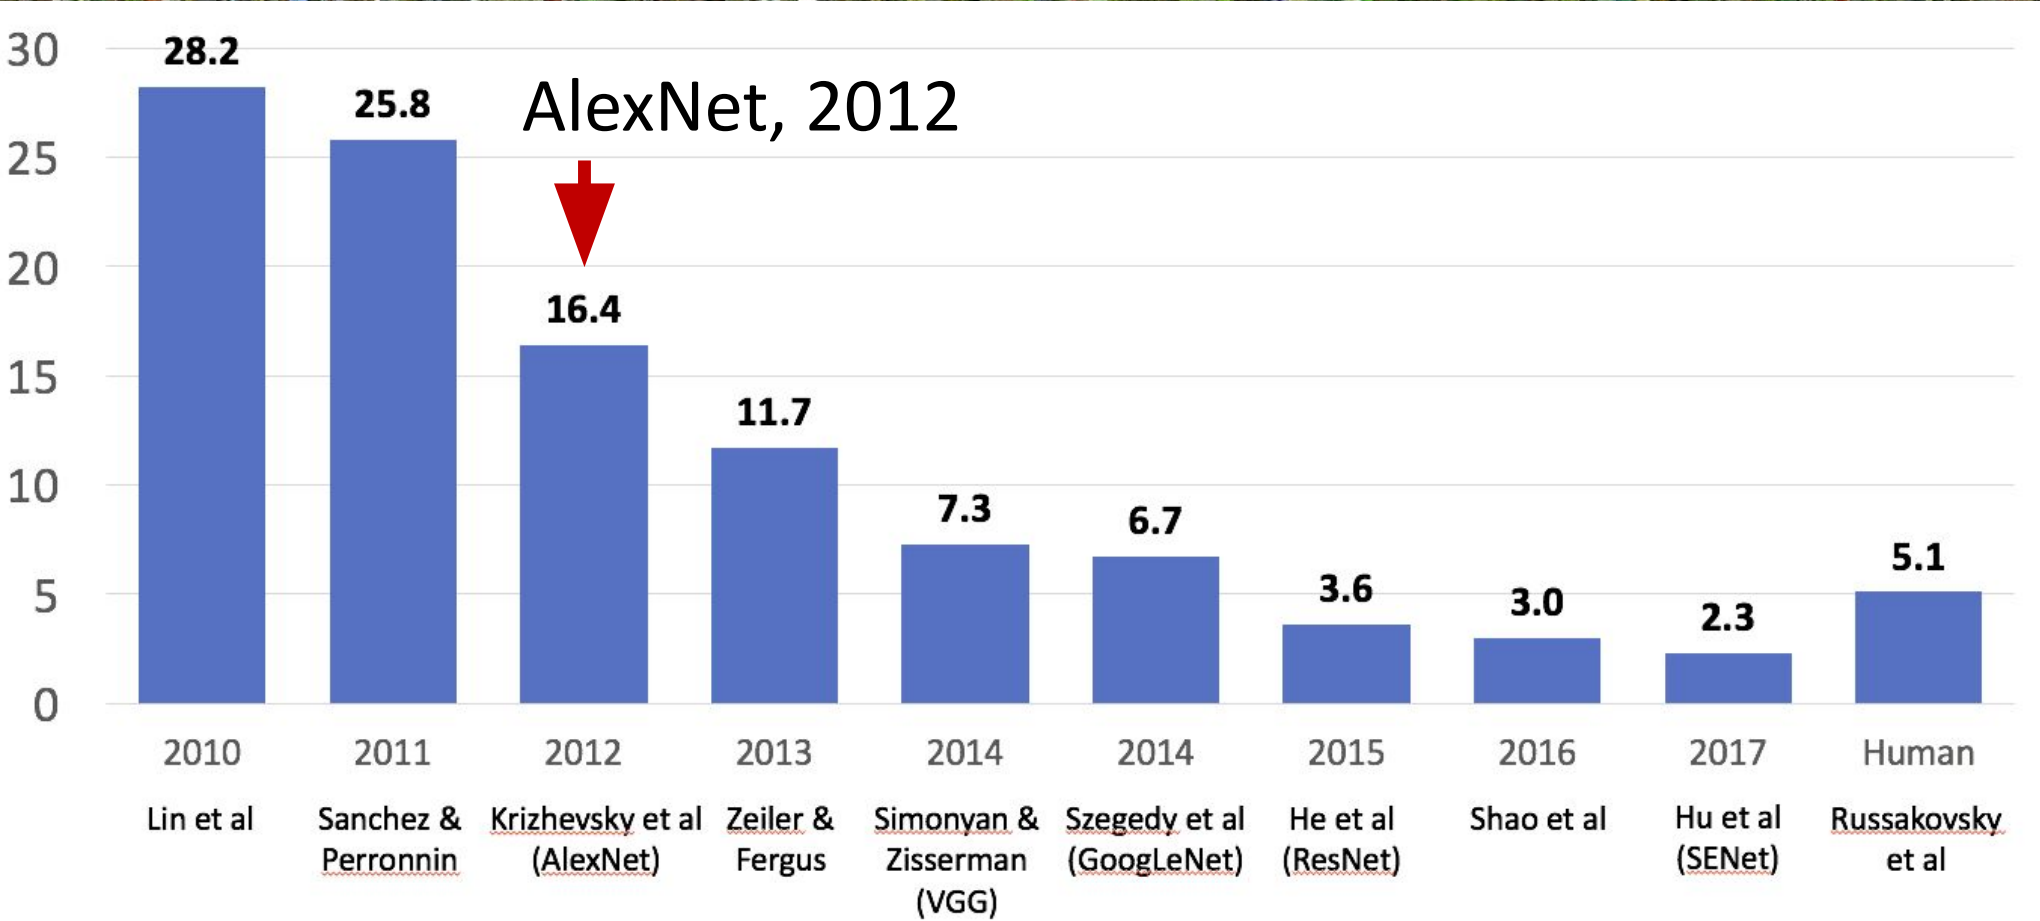 30
25
20
15
10
5
0
28.2
25.8
AlexNet, 2012
16.4
11.7
7.3
6.7
3.6
3.0
2.3
5.1
2010 2011 2012 2013 2014 2014 2015 2016 2017 Human
Lin et al
Sanchez &
Perronnin
Krizhevsky et al
(AlexNet)
Zeiler &
Fergus
Simonyan &
Zisserman
(VGG)
Szegedy et al
(GoogLeNet)
He et al
(ResNet)
Shao et al
Hu et al
(SENet)
Russakovsky
et al